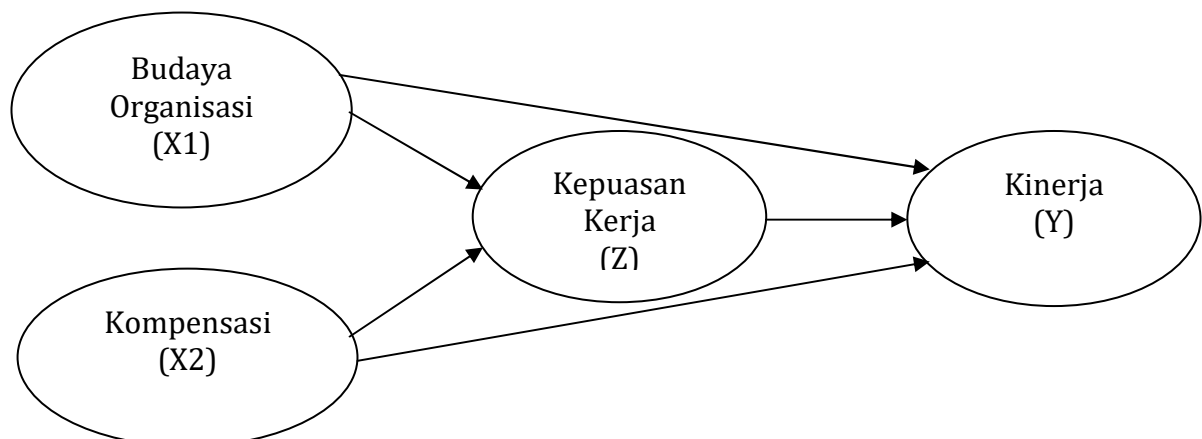 Budaya
Organisasi
(X1)
Kepuasan
Kerja
(Z)
Kinerja
(Y)
Kompensasi
(X2)